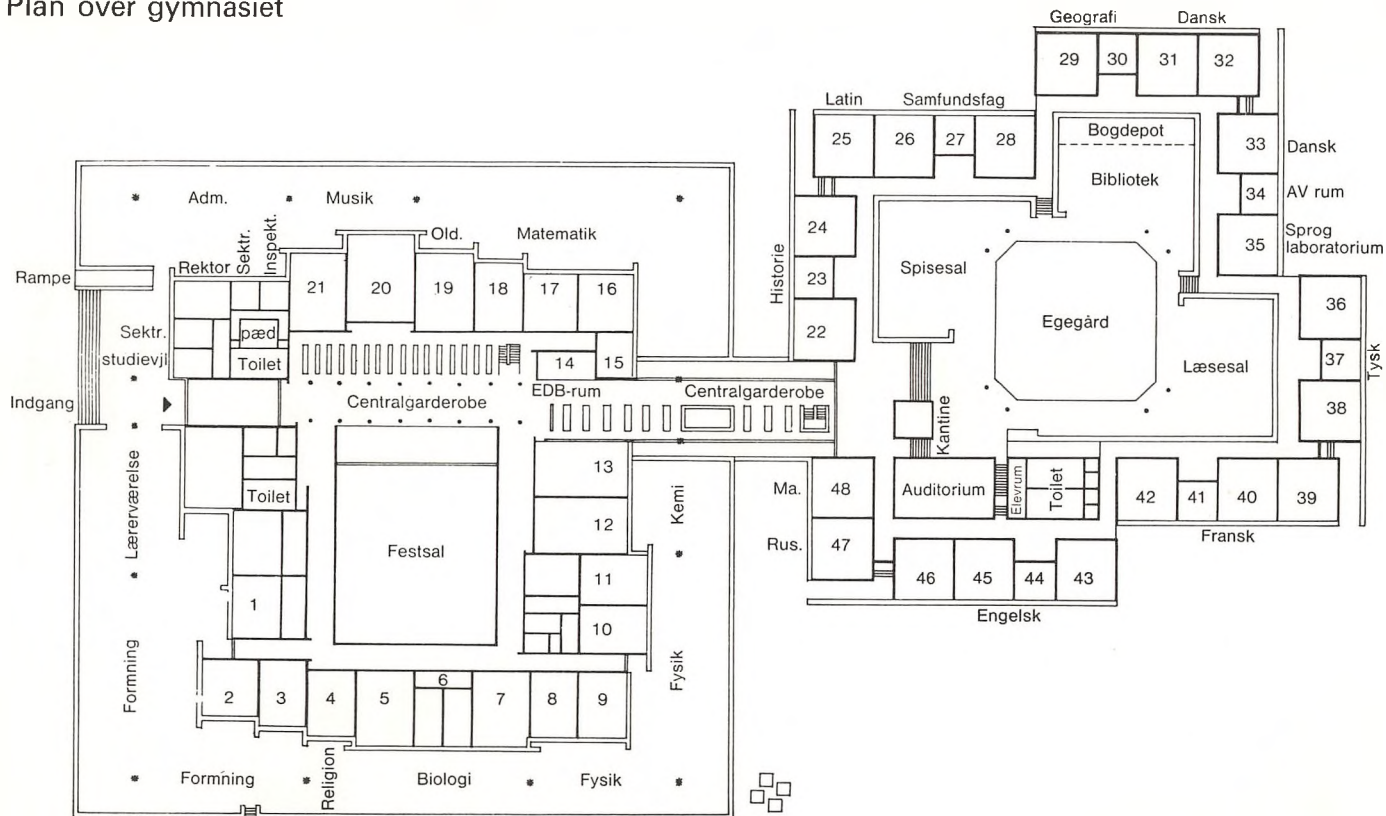 Plan over gymnasiet
Geografi Dansk
29 30 31 32
Latin Samfundsfag
25 26 27 28
Bogdepot
Bibliotek
33 Dansk
34 AV rum
35 Sprog
laboratorium
Adm. Musik
Sektr.
Inspekt.
Old. Matematik
Rektor
Rampe
21 20 19 18 17 16
Historie
24
23
22
Spisesal
Egegård
Læsesal
36
37
38
Tysk
Sektr.
studievjl
pæd
Toilet
14 15
EDB-rum
Indgang
Centralgarderobe
Centralgarderobe
Kantine
Lærerværelse
Toilet
13
12
Kemi
Festsal
11
10
1
Ma. 48
Rus. 47
Auditorium
Elevrum
Toilet
42 41 40 39
Fransk
46 45 44 43
Engelsk
Formning
2 3 4 5 6 7 8 9
Fysik
Formning
Religion
Biologi
Fysik